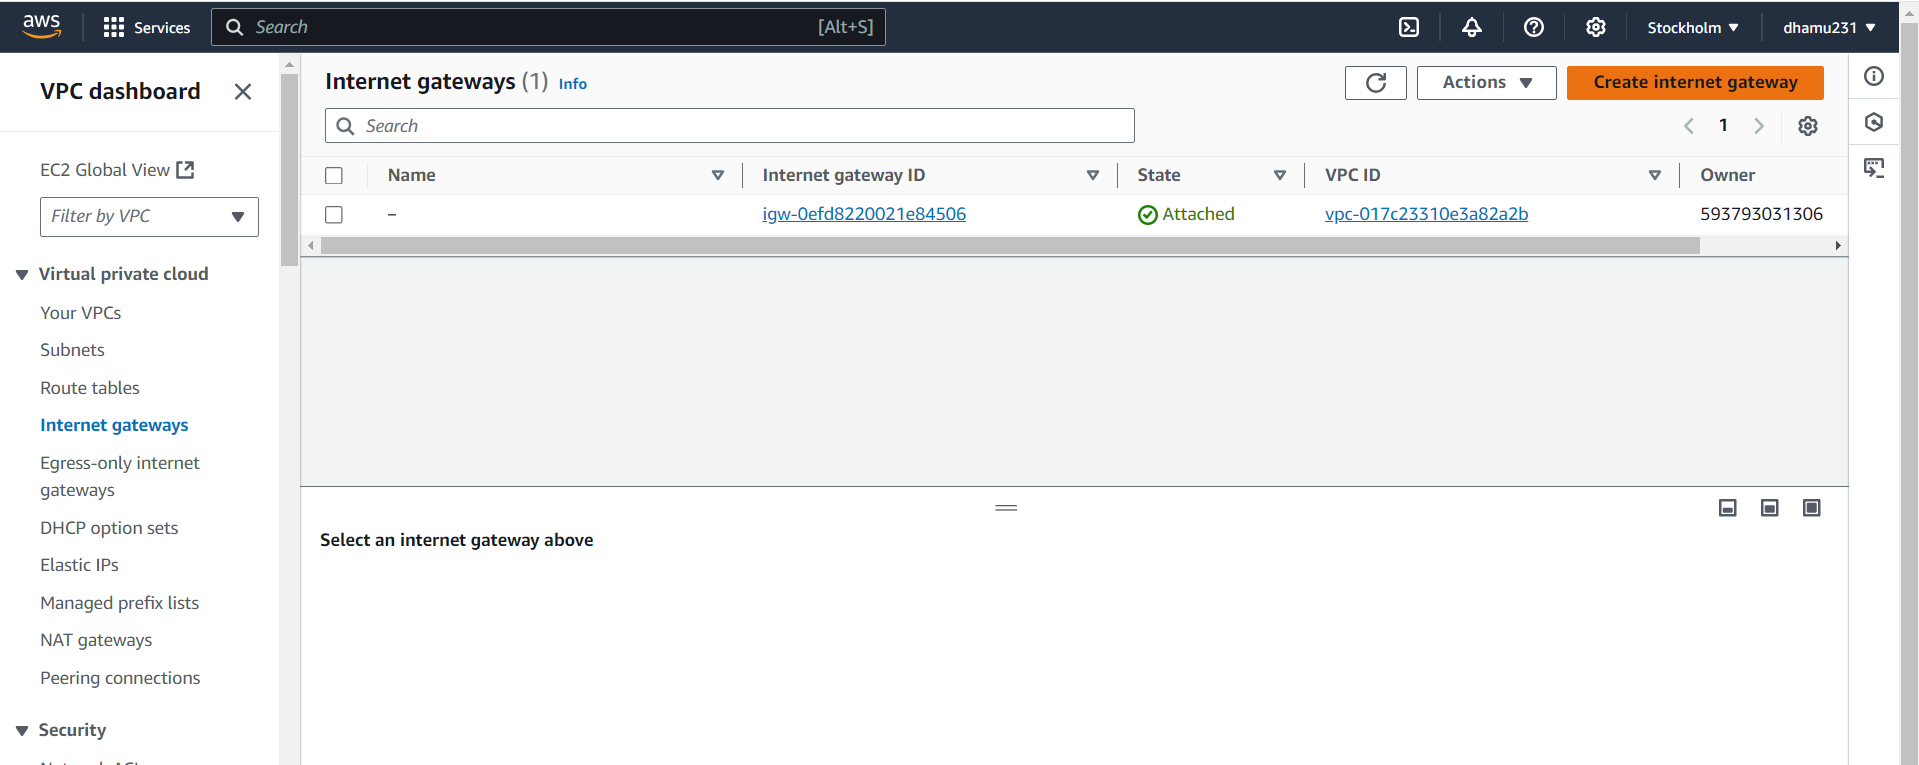 aws
Services
Search
[Alt+S]
Stockholm
dhamu231
VPC dashboard
EC2 Global View
Filter by VPC
Virtual private cloud
Your VPCs
Subnets
Route tables
Internet gateways
Egress-only internet
gateways
DHCP option sets
Elastic IPs
Managed prefix lists
NAT gateways
Peering connections
Security
Internet gateways (1) Info
Actions
Create internet gateway
Search
1
Name
Internet gateway ID
State
VPC ID
Owner
–
igw-0efd8220021e84506
Attached
vpc-017c23310e3a82a2b
593793031306
Select an internet gateway above